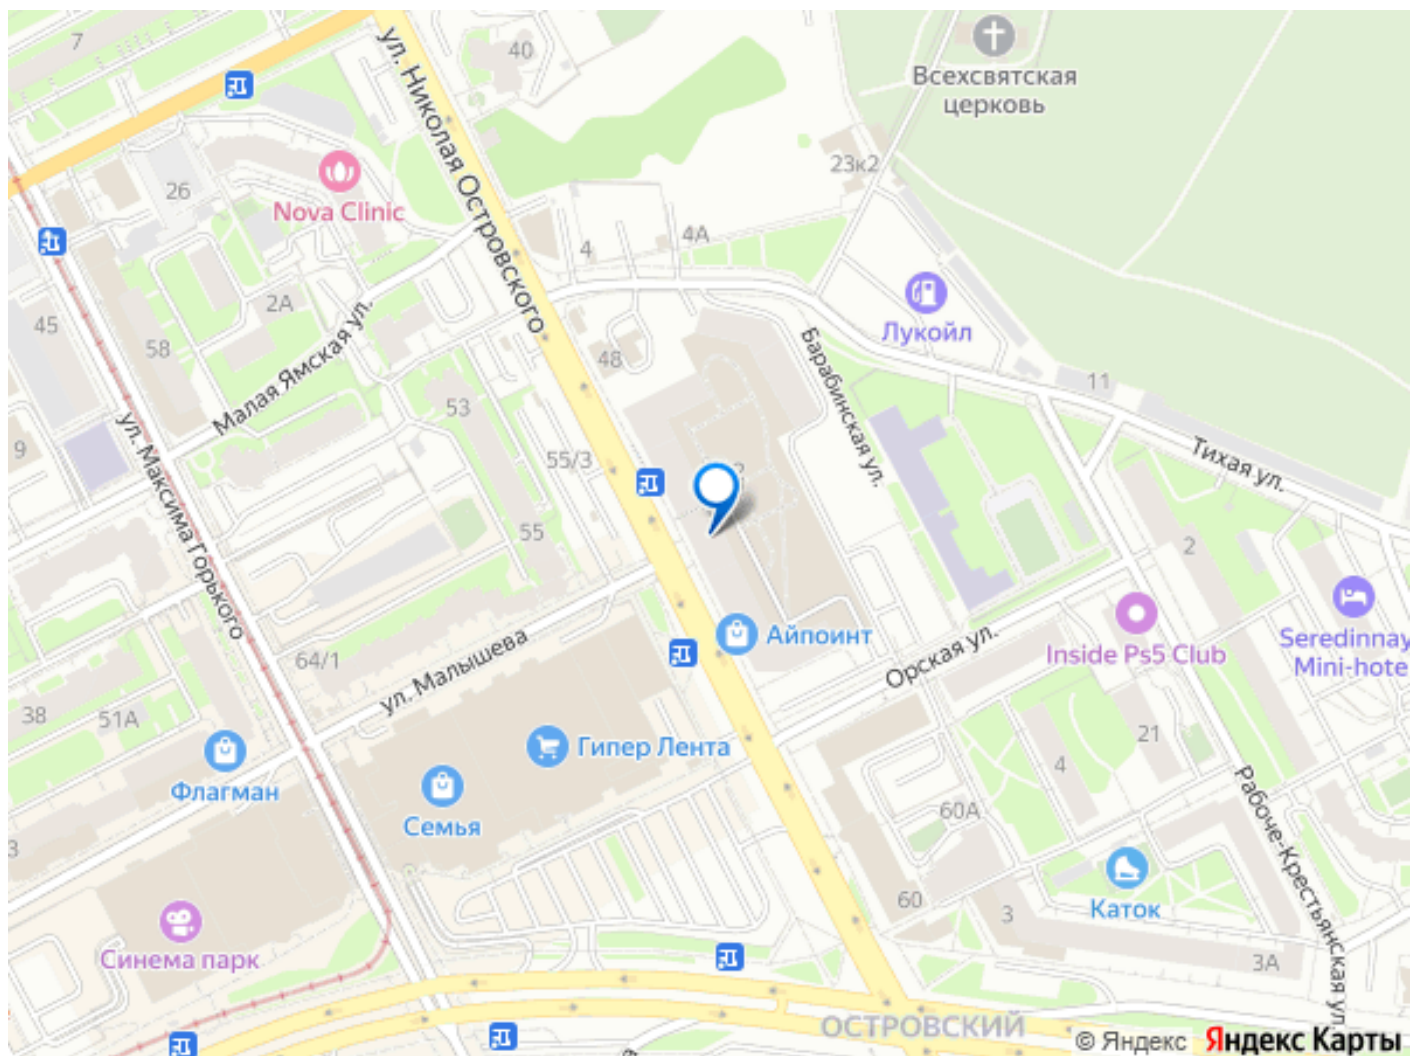 7
40
Всехсвятская
церковь
ул. Николая Островского
26
Nova Clinic
23к2
4А
4
2А
45
58
Малая Ямская ул.
48
Лукойл
Барабинская ул.
11
53
9
ул. Максима Горького
55/3
Тихая ул.
55
2
Айпоинт
Seredinnay
Mini-hote
Inside Ps5 Club
Орская ул.
64/1
ул. Малышева
38
51А
Гипер Лента
21
4
Флагман
Семья
60А
Рабоче-Крестьянская ул.
3
60
3
Каток
Синема парк
3А
ОСТРОВСКИЙ
© Яндекс Яндекс Карты